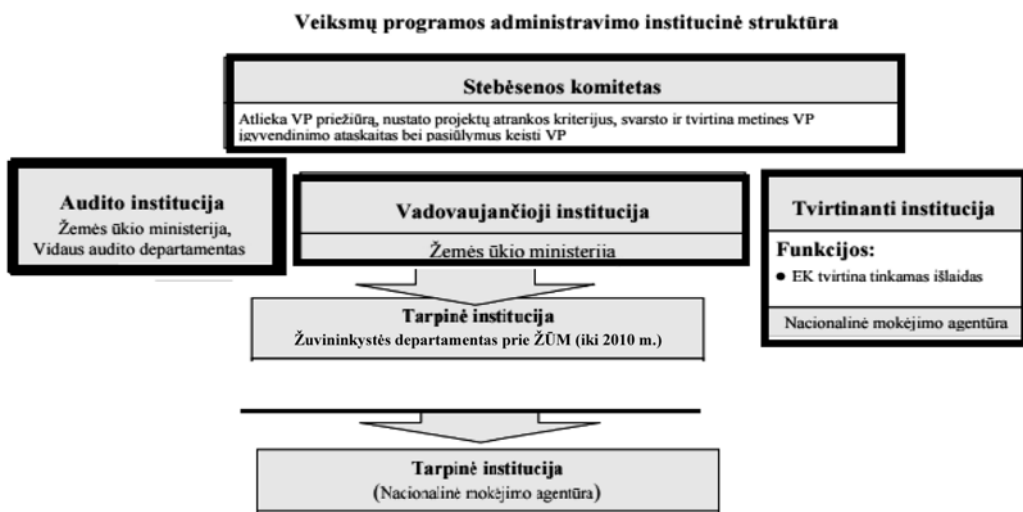 Veiksmų programos administravimo institucinė struktūra
Stebėsenos komitetas
Atlieka VP priežiūrą, nustato projektų atrankos kriterijus, svarsto ir tvirtina metines VP
įgyvendinimo ataskaitas bei pasiūlymus keisti VP
Audito institucija
Žemės ūkio ministerija,
Vidaus audito departamentas
Vadovaujančioji institucija
Žemės ūkio ministerija
Tvirtinanti institucija
Funkcijos:
● EK tvirtina tinkamas išlaidas
Nacionalinė mokėjimo agentūra
Tarpinė institucija
Žuvininkystės departamentas prie ŽŪM (iki 2010 m.)
Tarpinė institucija
(Nacionalinė mokėjimo agentūra)